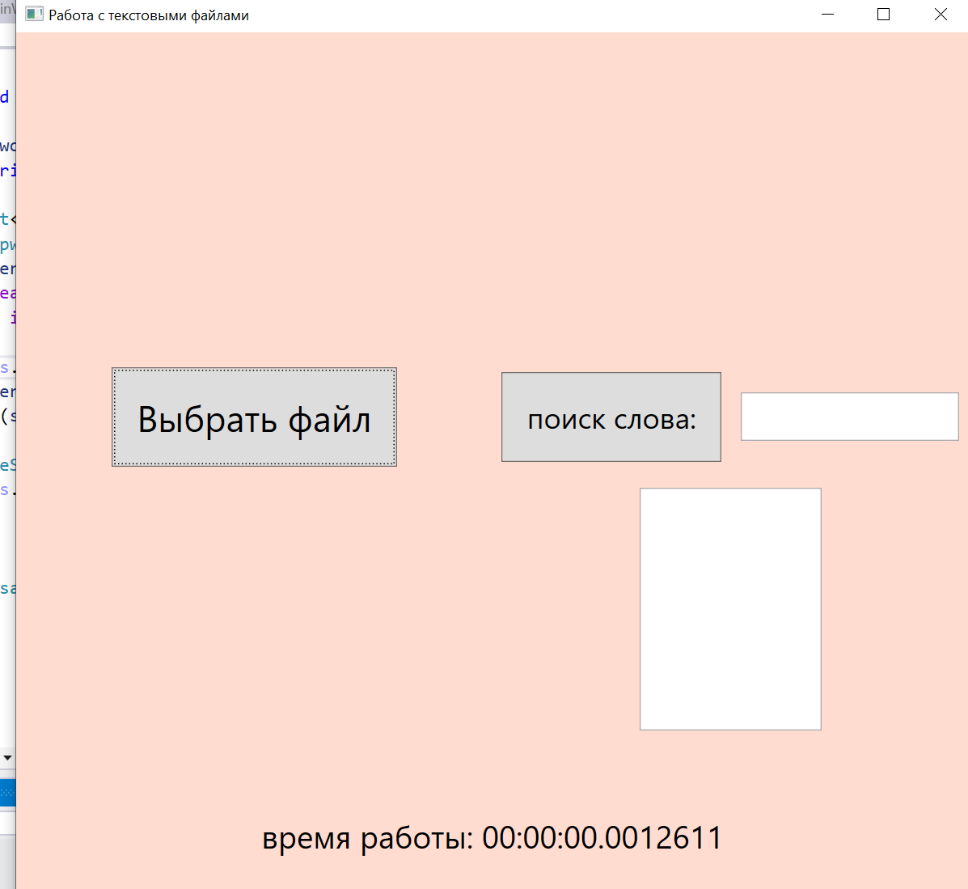 Работа с текстовыми файлами
Выбрать файл
поиск слова:
время работы: 00:00:00.0012611